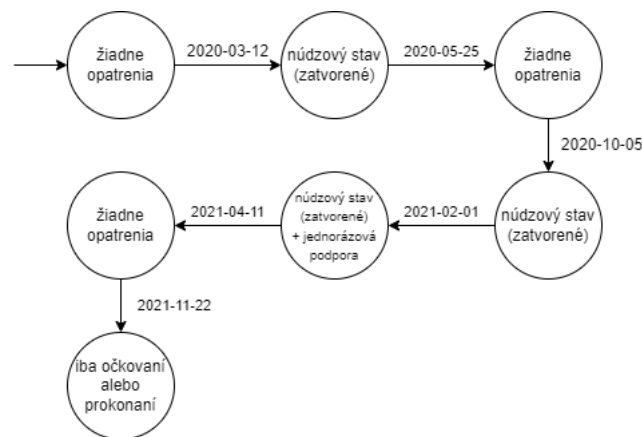 žiadne
opatrenia
2020-03-12
núdzový stav
(zatvorené)
2020-05-25
žiadne
opatrenia
2020-10-05
núdzový stav
(zatvorené)
2021-02-01
núdzový stav
(zatvorené)
+ jednorázová
podpora
2021-04-11
žiadne
opatrenia
2021-11-22
iba očkovaní
alebo
prokonaní